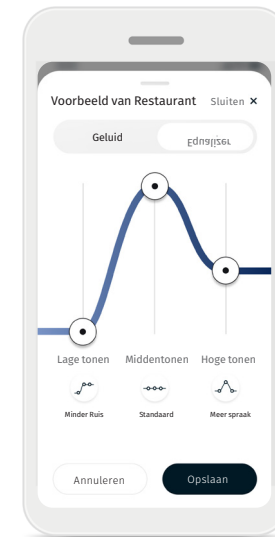 Voorbeeld van Restaurant Sluiten ×
Geluid Equalizer
Lage tonen Middentonen Hoge tonen
Minder Ruis Standaard Meer spraak
Annuleren Opslaan